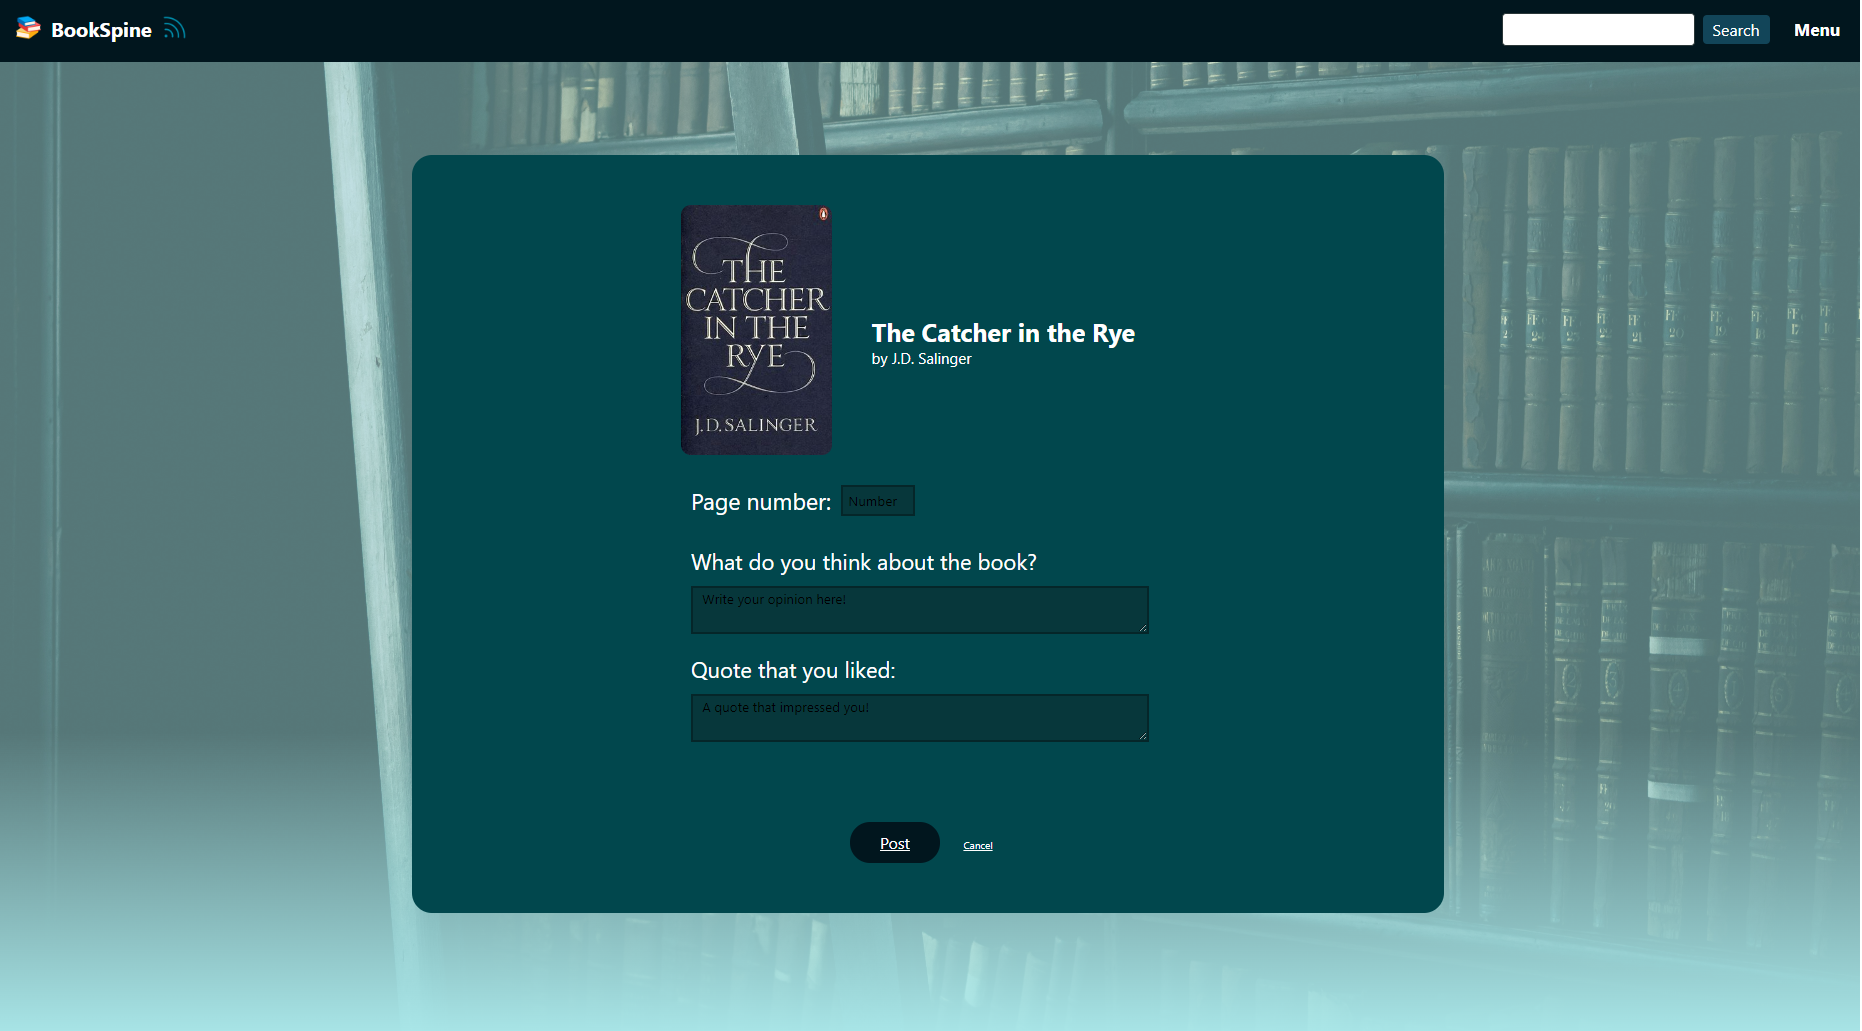 BookSpine
Search
Menu
THE
CATCHER
IN THE
RYE
J.D. SALINGER
The Catcher in the Rye
by J.D. Salinger
Page number: Number
What do you think about the book?
Write your opinion here!
Quote that you liked:
A quote that impressed you!
Post
Cancel